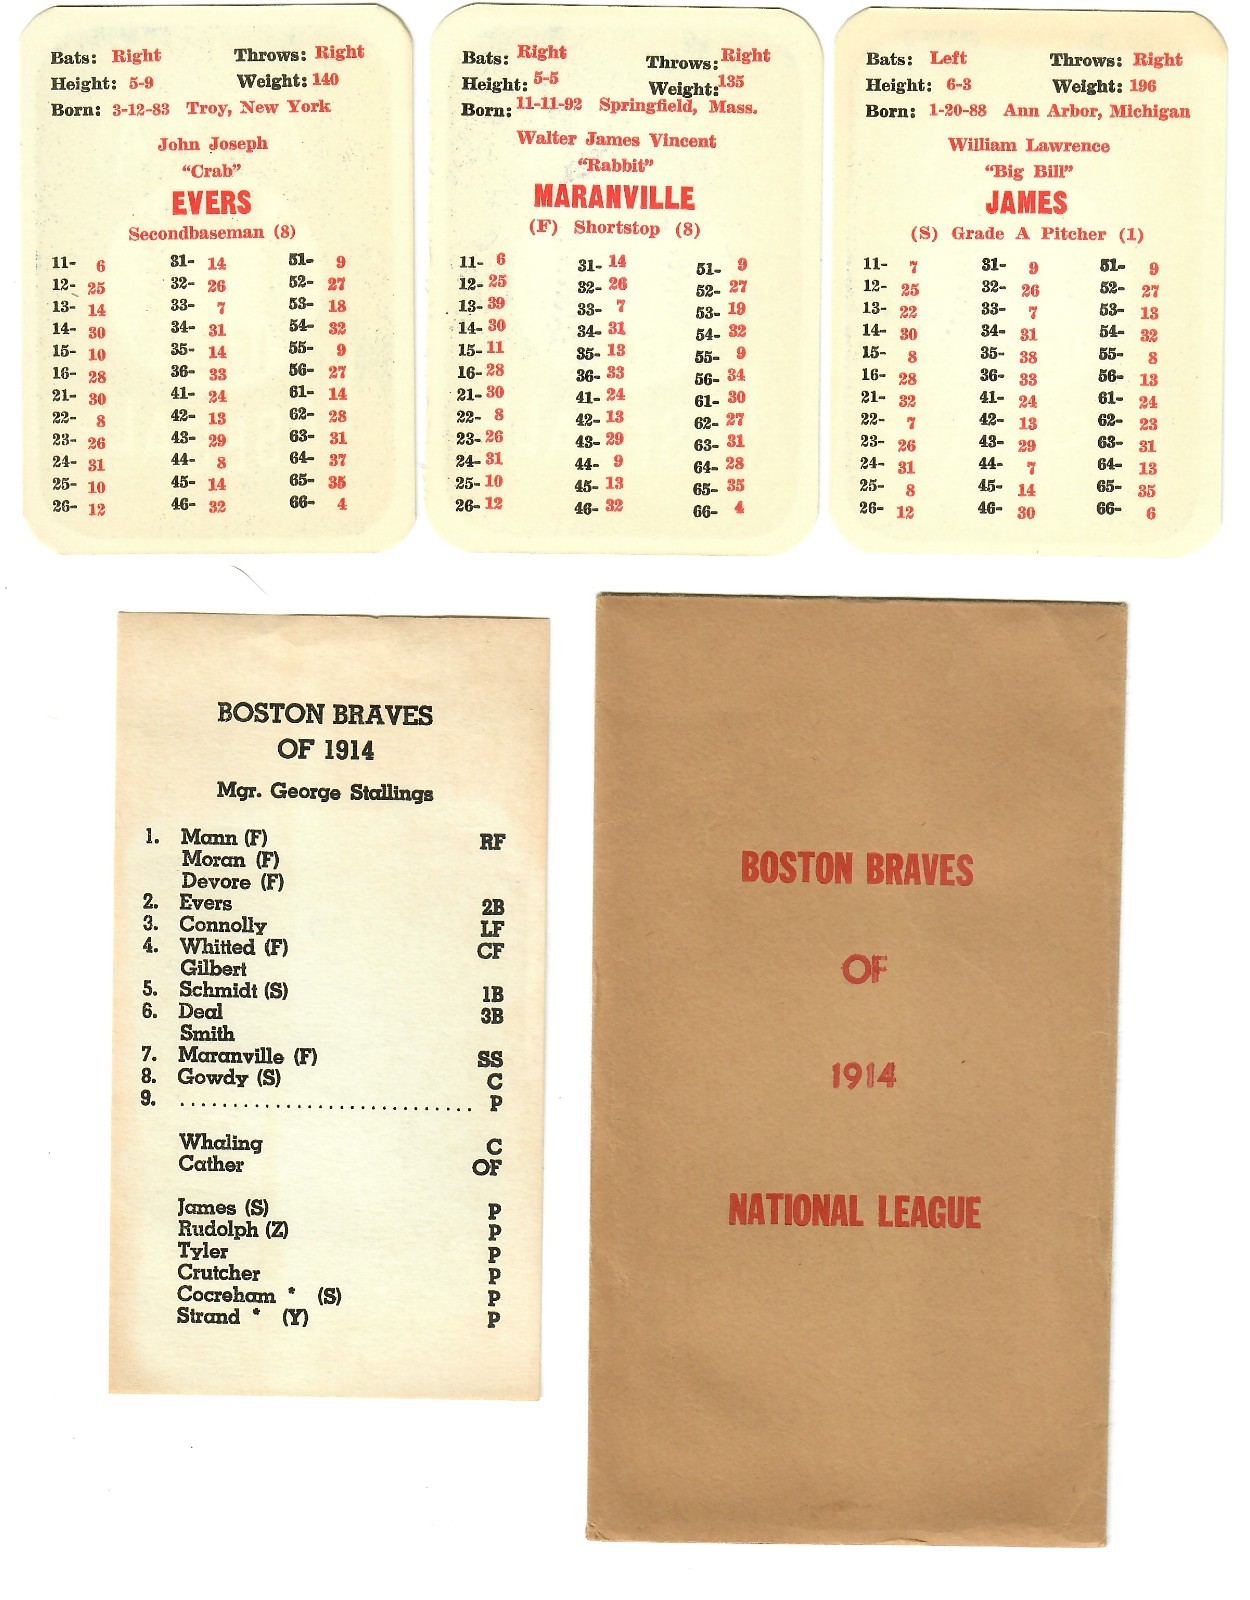 Bats: Right Throws: Right
Height: 5-9 Weight: 140
Born: 3-12-83 Troy, New York
John Joseph
"Crab"
EVERS
Secondbaseman (8)
11- 6 31- 14 51- 9
12- 25 32- 26 52- 27
13- 14 33- 7 53- 18
14- 30 34- 31 54- 32
15- 10 35- 14 55- 9
16- 28 36- 33 56- 27
21- 30 41- 24 61- 14
22- 8 42- 13 62- 28
23- 26 43- 29 63- 31
24- 31 44- 8 64- 37
25- 10 45- 14 65- 35
26- 12 46- 32 66- 4
Bats: Right Throws: Right
Height: 5-5 Weight: 135
Born: 11-11-92 Springfield, Mass.
Walter James Vincent
"Rabbit"
MARANVILLE
(F) Shortstop (8)
11- 6 31- 14 51- 9
12- 25 32- 26 52- 27
13- 39 33- 7 53- 19
14- 30 34- 31 54- 32
15- 11 35- 13 55- 9
16- 28 36- 33 56- 34
21- 30 41- 24 61- 30
22- 8 42- 13 62- 27
23- 26 43- 29 63- 31
24- 31 44- 9 64- 28
25- 10 45- 13 65- 35
26- 12 46- 32 66- 4
Bats: Left Throws: Right
Height: 6-3 Weight: 196
Born: 1-20-88 Ann Arbor, Michigan
William Lawrence
"Big Bill"
JAMES
(S) Grade A Pitcher (1)
11- 7 31- 9 51- 9
12- 25 32- 26 52- 27
13- 22 33- 7 53- 13
14- 30 34- 31 54- 32
15- 8 35- 38 55- 8
16- 28 36- 33 56- 13
21- 32 41- 24 61- 24
22- 7 42- 13 62- 23
23- 26 43- 29 63- 31
24- 31 44- 7 64- 13
25- 8 45- 14 65- 35
26- 12 46- 30 66- 6
BOSTON BRAVES
OF 1914
Mgr. George Stallings
1. Mann (F) RF
Moran (F)
Devore (F)
2. Evers 2B
3. Connolly LF
4. Whitted (F) CF
Gilbert
5. Schmidt (S) 1B
6. Deal 3B
Smith
7. Maranville (F) SS
8. Gowdy (S) C
9. ............................ P
Whaling C
Cather OF
James (S) P
Rudolph (Z) P
Tyler P
Crutcher P
Cocreham * (S) P
Strand * (Y) P
BOSTON BRAVES
OF
1914
NATIONAL LEAGUE